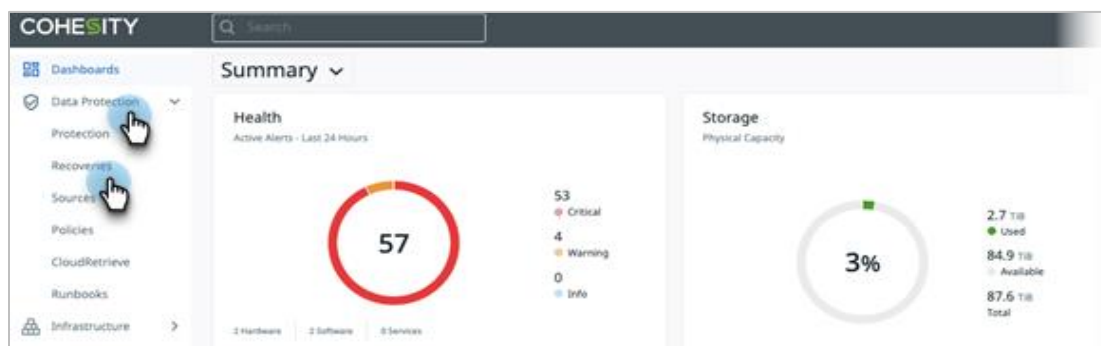 COHESITY
Search
Dashboards
Summary
Data Protection
Protection
Recoveries
Sources
Policies
CloudRetrieve
Runbooks
Infrastructure
Health
Active Alerts - Last 24 Hours
57
53
Critical
4
Warning
0
Info
2 Hardware 2 Software 0 Services
Storage
Physical Capacity
3%
2.7 TiB
Used
84.9 TiB
Available
87.6 TiB
Total